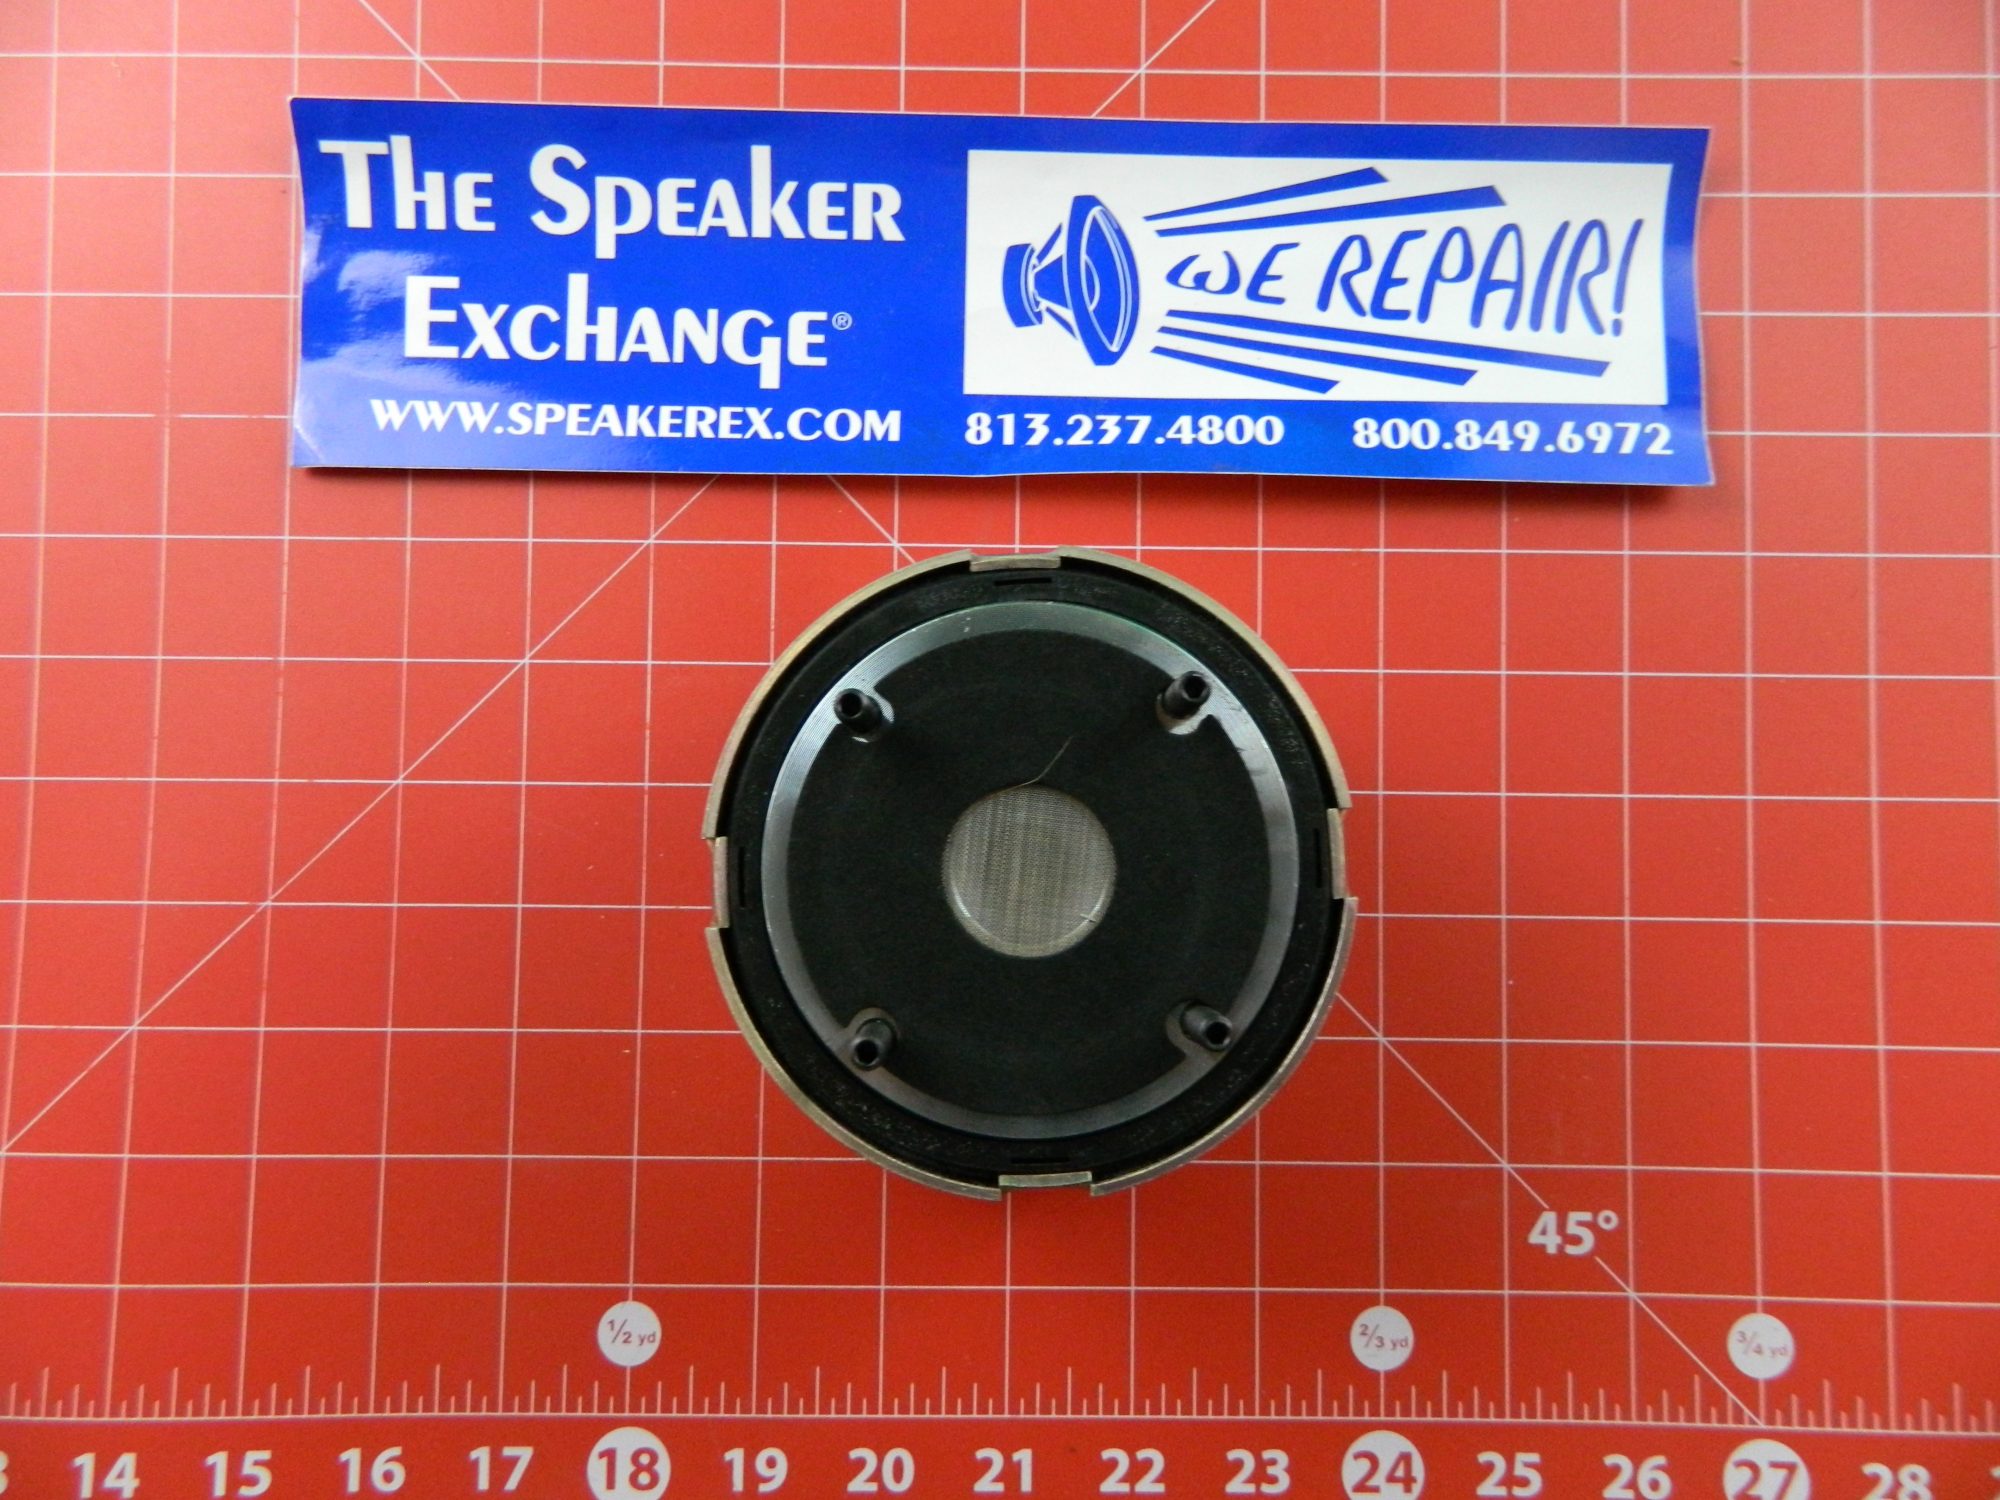 The Speaker
Exchange®
www.speakerex.com
We Repair!
813.237.4800 800.849.6972
45°
1/2 yd 2/3 yd 3/4 yd
14 15 16 17 18 19 20 21 22 23 24 25 26 27 28